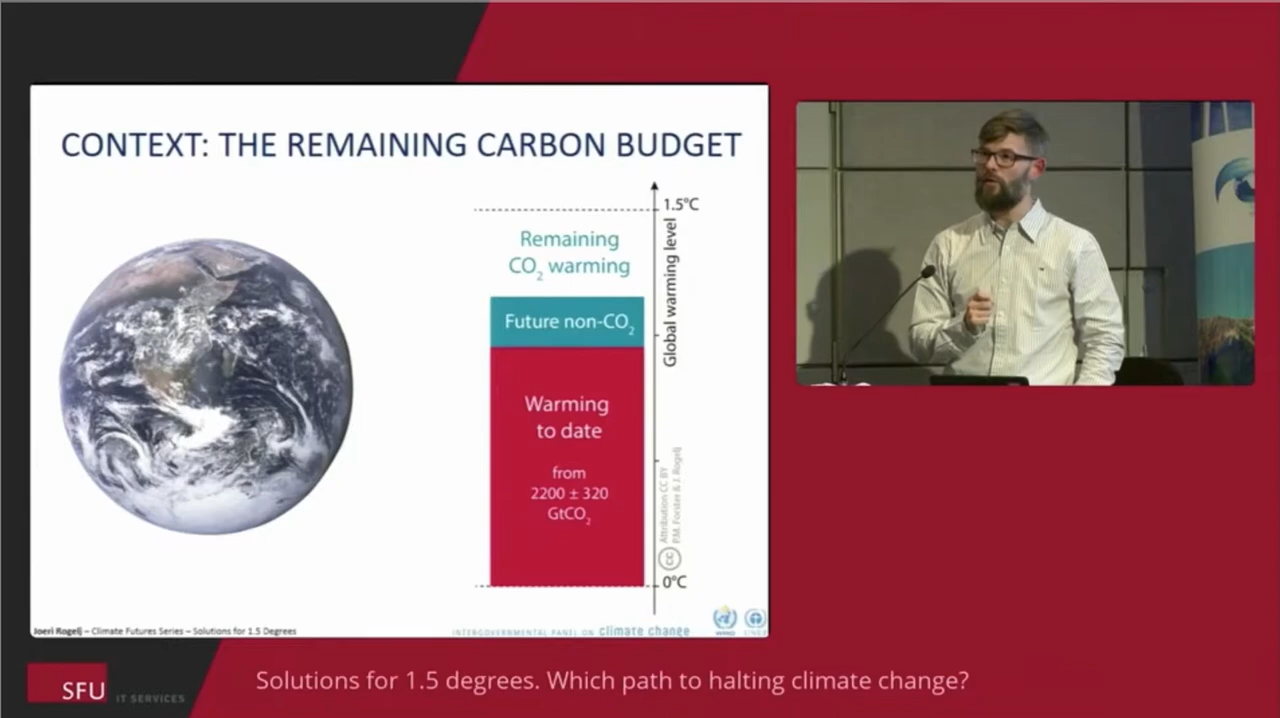 CONTEXT: THE REMAINING CARBON BUDGET
1.5°C
Remaining
CO2 warming
Global warming level
Future non-CO2
Warming
to date
from
2200 ± 320
GtCO2
Attribution CC BY
P.M. Forster & J. Rogelj
cc
0°C
Joeri Rogelj – Climate Futures Series – Solutions for 1.5 Degrees
INTERGOVERNMENTAL PANEL ON climate change
WMO
UNEP
SFU
IT SERVICES
Solutions for 1.5 degrees. Which path to halting climate change?